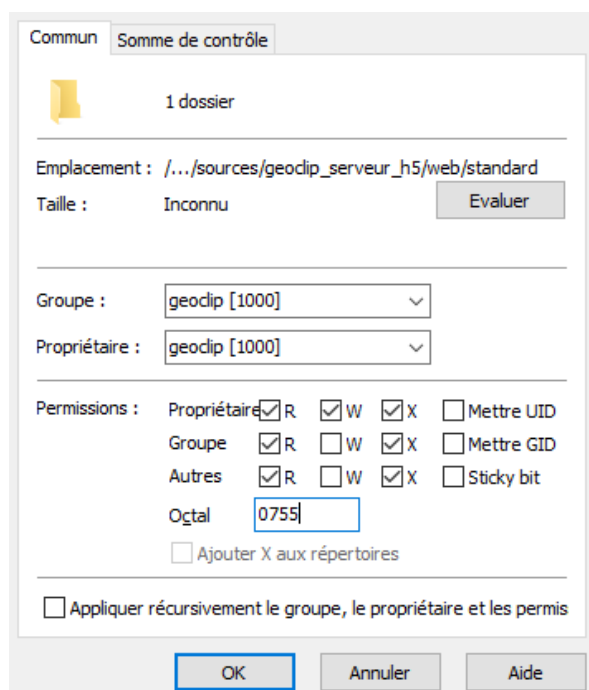 Commun Somme de contrôle
1 dossier
Emplacement : /.../sources/geoclip_serveur_h5/web/standard
Taille : Inconnu Evaluer
Groupe : geoclip [1000]
Propriétaire : geoclip [1000]
Permissions : Propriétaire R W X Mettre UID
Groupe R W X Mettre GID
Autres R W X Sticky bit
Octal 0755
Ajouter X aux répertoires
Appliquer récursivement le groupe, le propriétaire et les permis
OK Annuler Aide